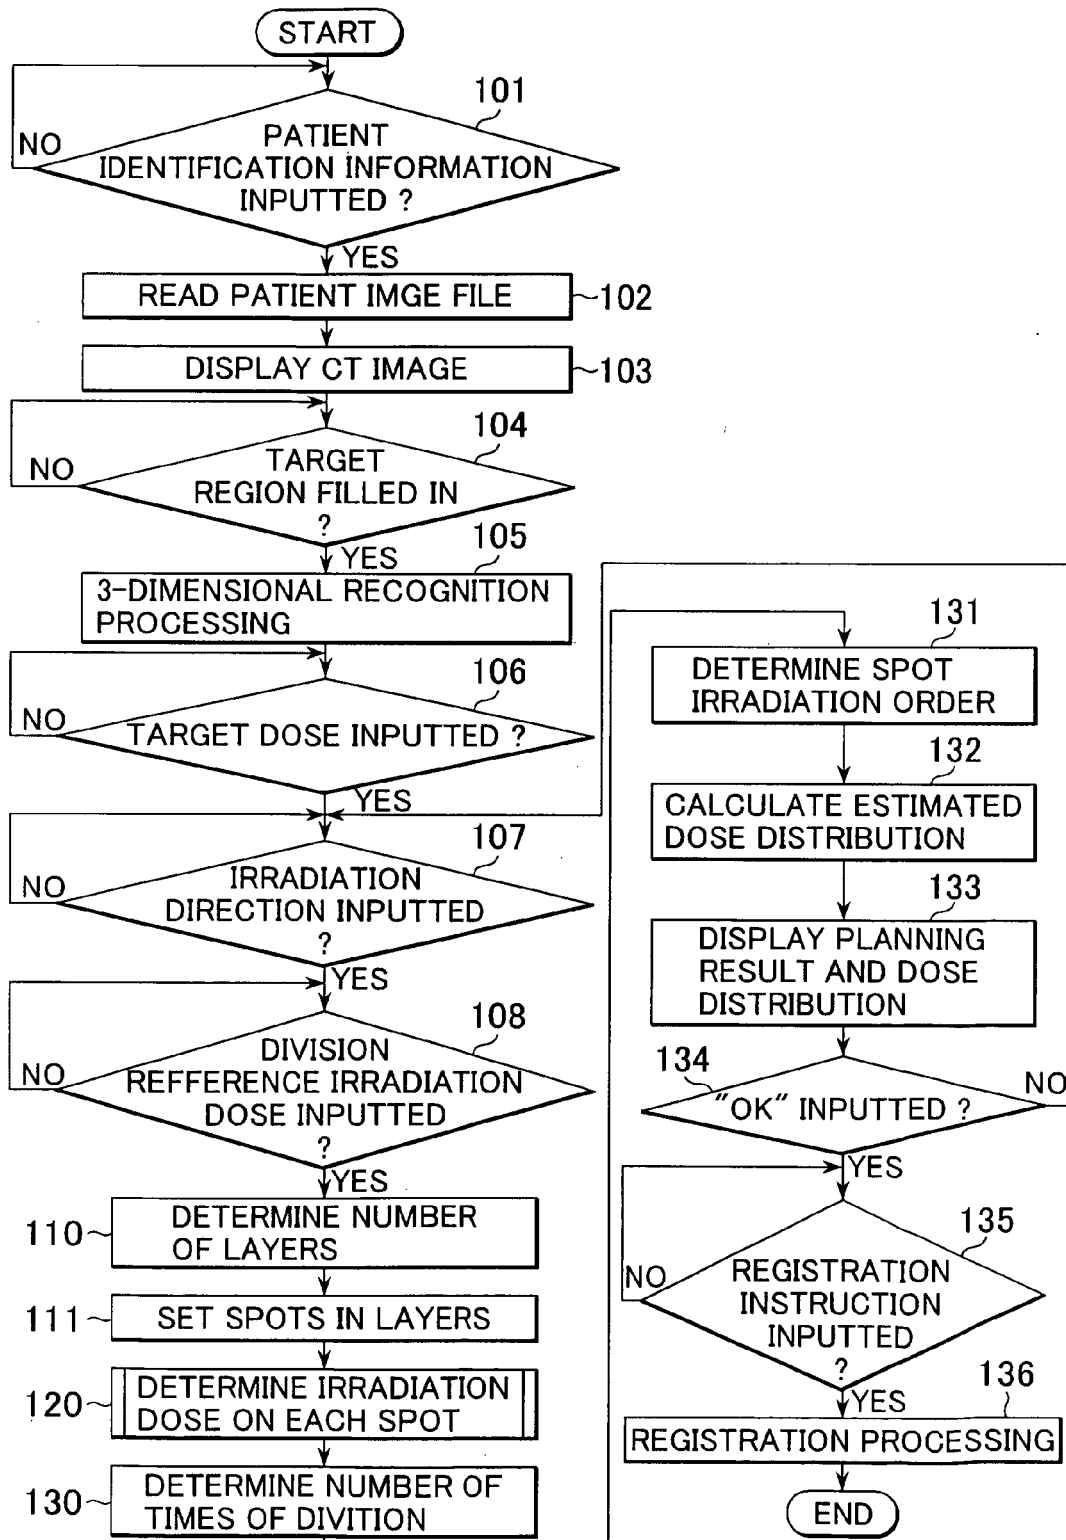 START
101
PATIENT
IDENTIFICATION INFORMATION
INPUTTED ?
NO
YES
READ PATIENT IMGE FILE
102
DISPLAY CT IMAGE
103
104
TARGET
REGION FILLED IN
?
NO
YES
105
3-DIMENSIONAL RECOGNITION
PROCESSING
106
TARGET DOSE INPUTTED ?
NO
YES
107
IRRADIATION
DIRECTION INPUTTED
?
NO
YES
108
DIVISION
REFFERENCE IRRADIATION
DOSE INPUTTED
?
NO
YES
110
DETERMINE NUMBER
OF LAYERS
111
SET SPOTS IN LAYERS
120
DETERMINE IRRADIATION
DOSE ON EACH SPOT
130
DETERMINE NUMBER OF
TIMES OF DIVITION
131
DETERMINE SPOT
IRRADIATION ORDER
132
CALCULATE ESTIMATED
DOSE DISTRIBUTION
133
DISPLAY PLANNING
RESULT AND DOSE
DISTRIBUTION
134
"OK" INPUTTED ?
NO
YES
135
REGISTRATION
INSTRUCTION
INPUTTED
?
NO
YES
136
REGISTRATION PROCESSING
END